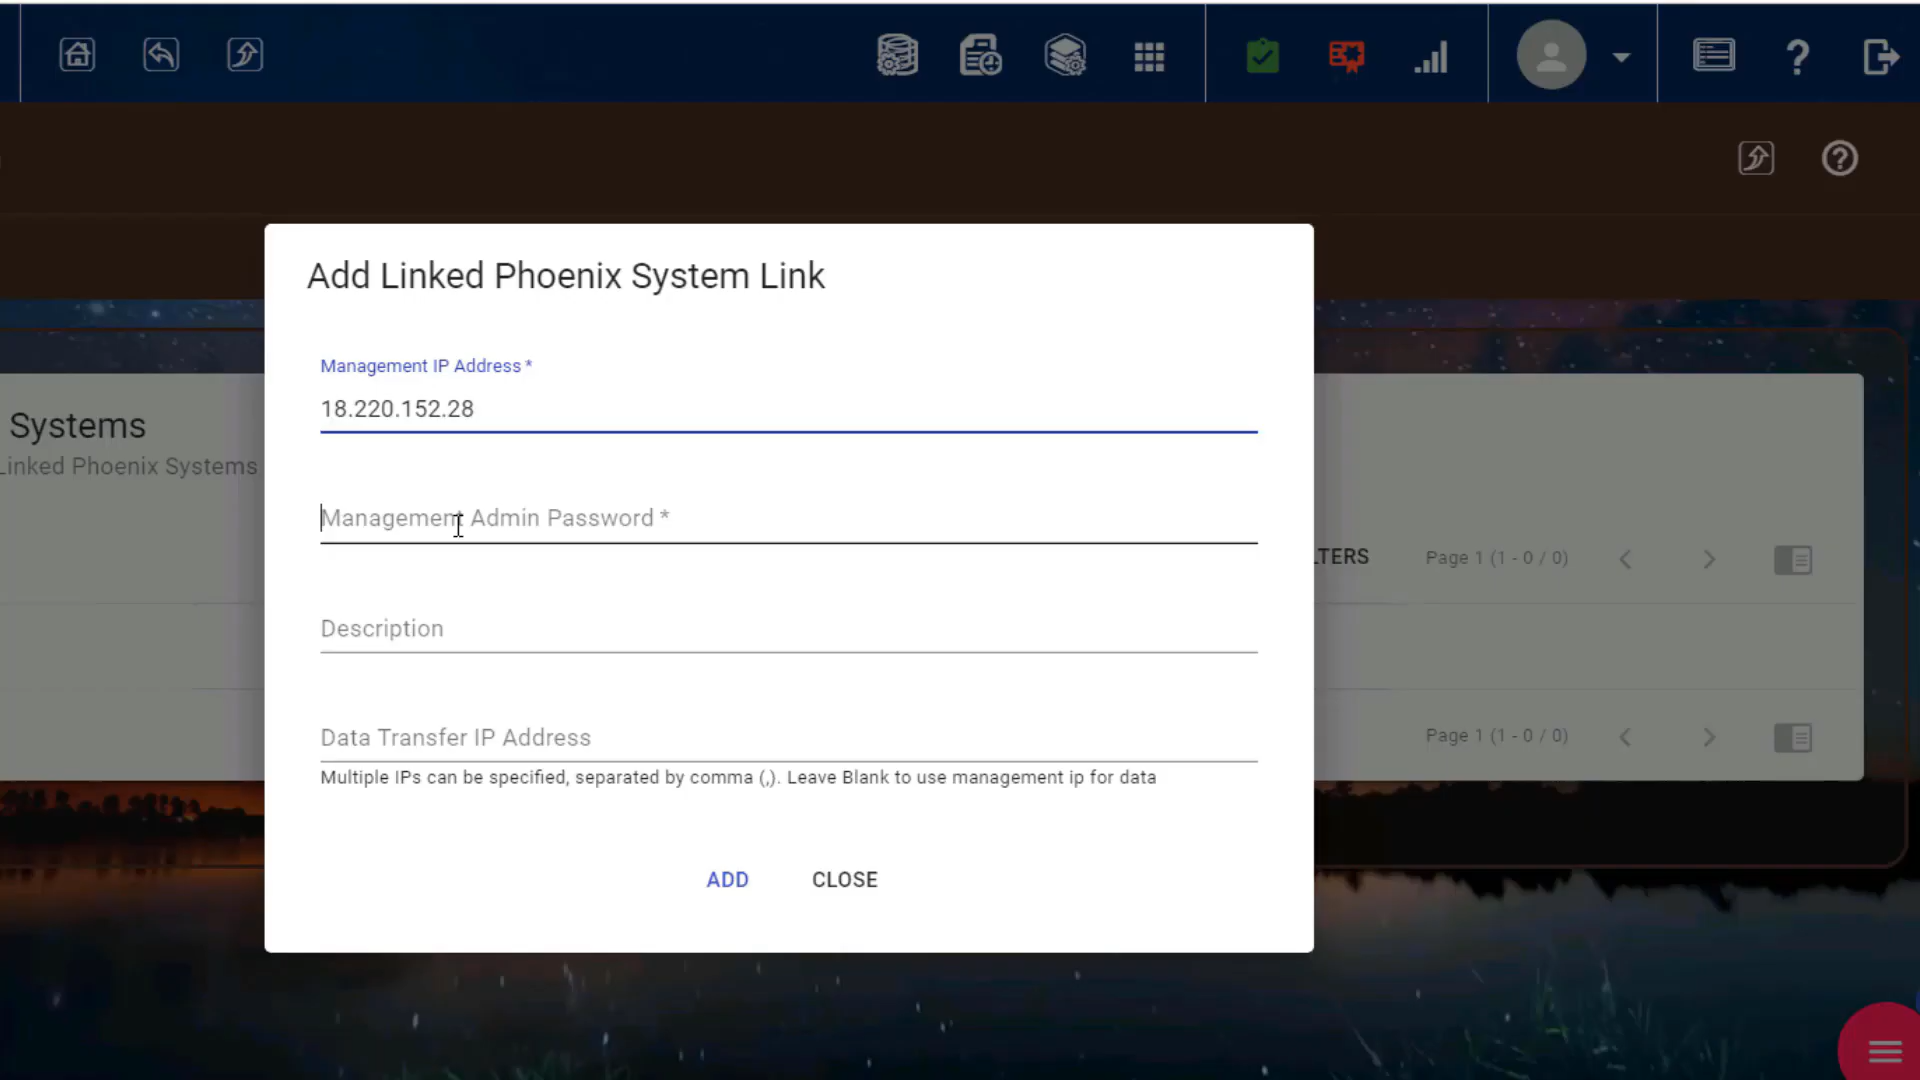 Add Linked Phoenix System Link
Management IP Address *
18.220.152.28
Systems
Linked Phoenix Systems
Management Admin Password *
LTERS
Page 1 (1 - 0 / 0)
Description
Data Transfer IP Address
Page 1 (1 - 0 / 0)
Multiple IPs can be specified, separated by comma (,). Leave Blank to use management ip for data
ADD
CLOSE